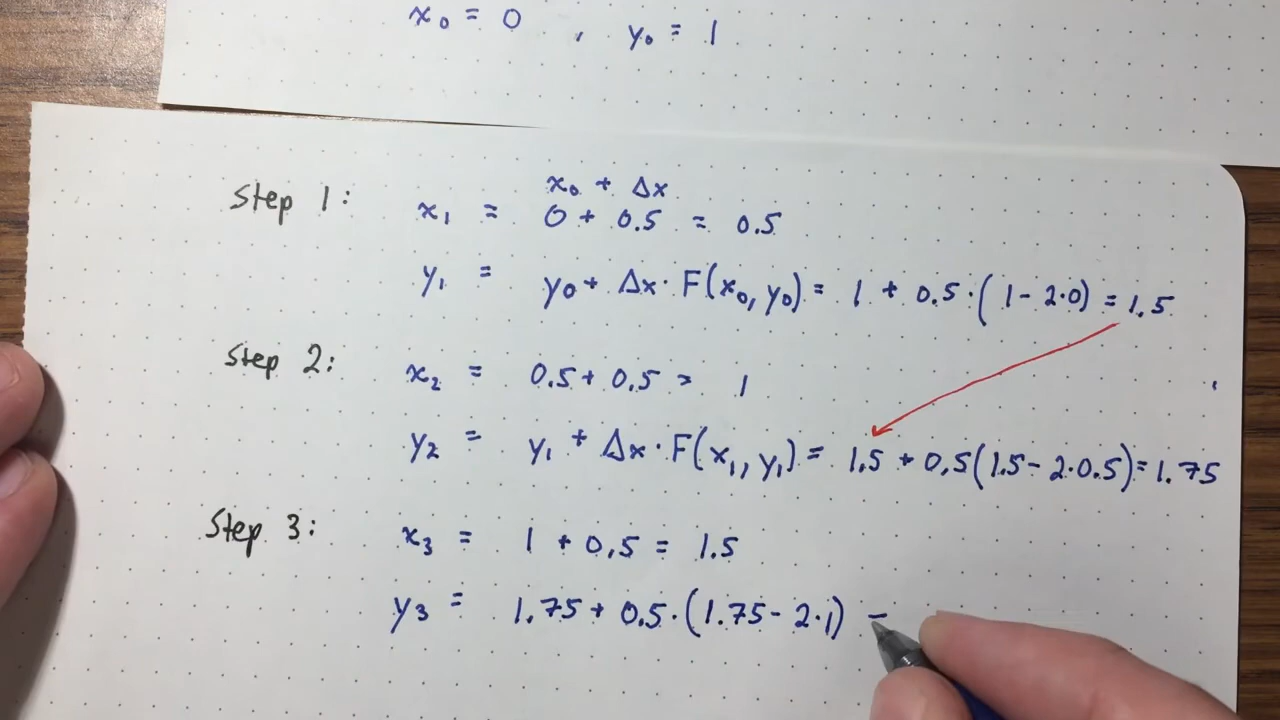 x₀ = 0 , y₀ = 1
Step 1:
x₀ + Δx
x₁ = 0 + 0.5 = 0.5
y₁ = y₀ + Δx · F(x₀, y₀) = 1 + 0.5 · (1 - 2·0) = 1.5
Step 2:
x₂ = 0.5 + 0.5 = 1
y₂ = y₁ + Δx · F(x₁, y₁) = 1.5 + 0.5(1.5 - 2·0.5) = 1.75
Step 3:
x₃ = 1 + 0.5 = 1.5
y₃ = 1.75 + 0.5 · (1.75 - 2·1) -